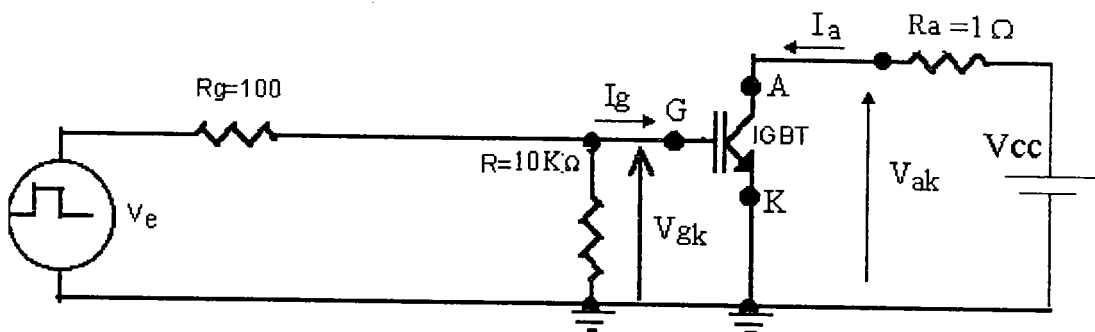 Ia
Ra =1 Ω
Rg=100
Ig
G
A
IGBT
R=10KΩ
Vcc
Vak
K
Ve
Vgk